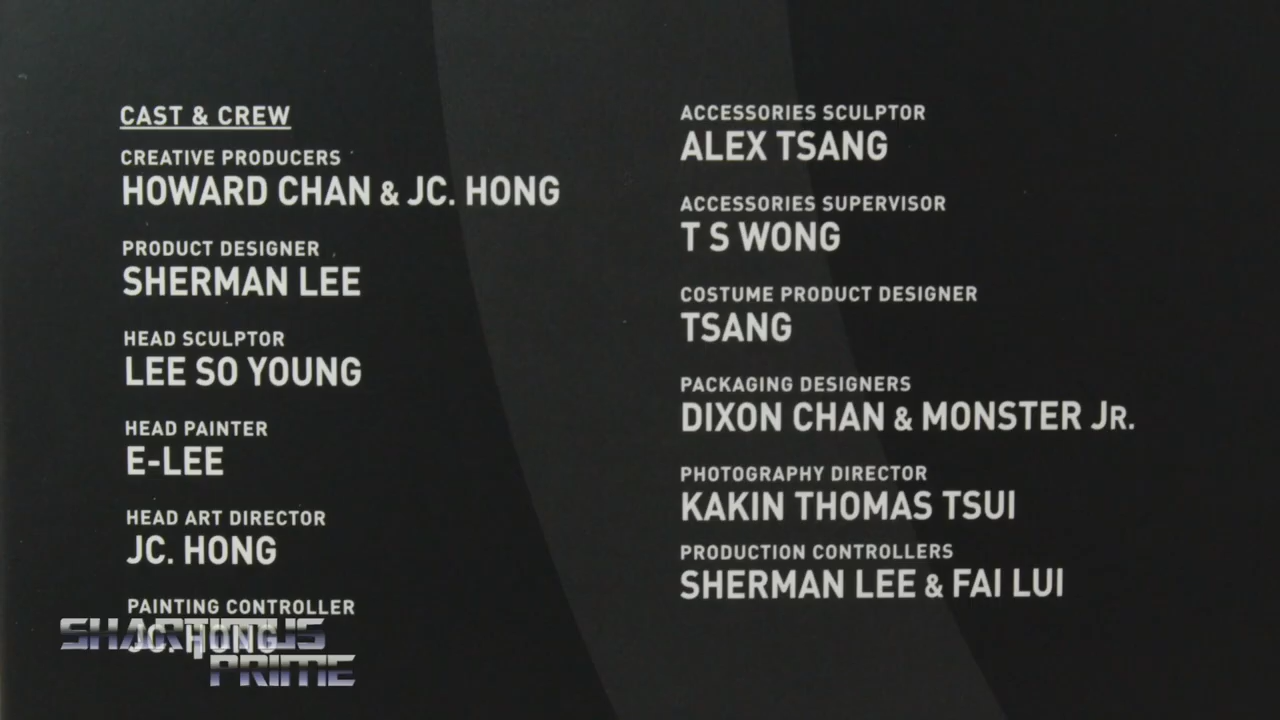 CAST & CREW
CREATIVE PRODUCERS
HOWARD CHAN & JC. HONG
PRODUCT DESIGNER
SHERMAN LEE
HEAD SCULPTOR
LEE SO YOUNG
HEAD PAINTER
E-LEE
HEAD ART DIRECTOR
JC. HONG
PAINTING CONTROLLER
JC. HONG
ACCESSORIES SCULPTOR
ALEX TSANG
ACCESSORIES SUPERVISOR
T S WONG
COSTUME PRODUCT DESIGNER
TSANG
PACKAGING DESIGNERS
DIXON CHAN & MONSTER JR.
PHOTOGRAPHY DIRECTOR
KAKIN THOMAS TSUI
PRODUCTION CONTROLLERS
SHERMAN LEE & FAI LUI
SHARTIMUS
PRIME